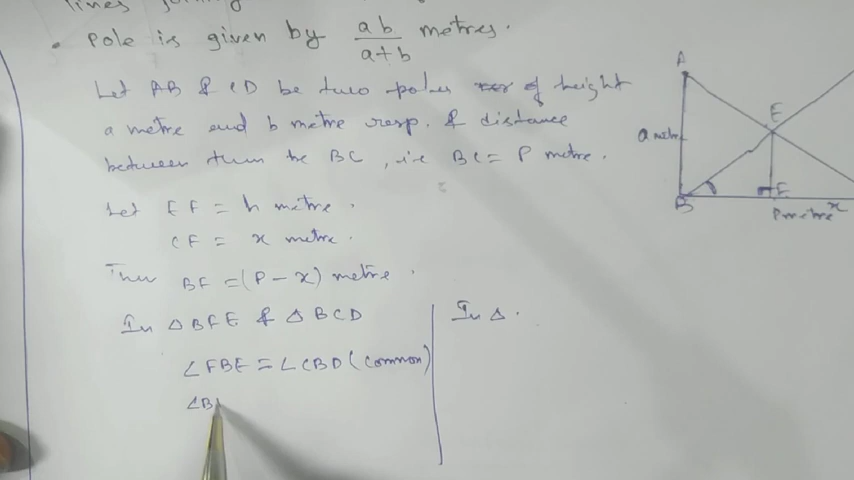 lines joining
• Pole is given by ab/a+b metres.
Let AB & CD be two poles of height
a metre and b metre resp. & distance
between them be BC, i.e BC = P metre.
Let EF = h metre.
CF = x metre.
Then BF = (P - x) metre.
In △BFE & △BCD
∠FBE = ∠CBD (common)
∠B
In △.
A
E
a metre
B
F
P metre
x